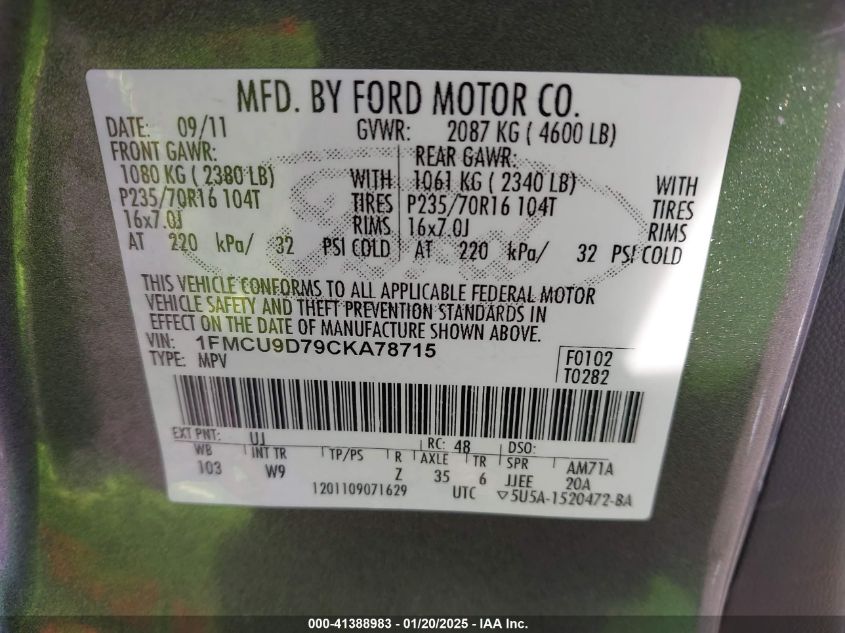 MFD. BY FORD MOTOR CO.
DATE: 09/11 GVWR: 2087 KG ( 4600 LB)
FRONT GAWR: REAR GAWR:
1080 KG ( 2380 LB) WITH 1061 KG ( 2340 LB) WITH
P235/70R16 104T TIRES P235/70R16 104T TIRES
16x7.0J RIMS 16x7.0J RIMS
AT 220 kPa/ 32 PSI COLD AT 220 kPa/ 32 PSI COLD
THIS VEHICLE CONFORMS TO ALL APPLICABLE FEDERAL MOTOR
VEHICLE SAFETY AND THEFT PREVENTION STANDARDS IN
EFFECT ON THE DATE OF MANUFACTURE SHOWN ABOVE.
VIN: 1FMCU9D79CKA78715
TYPE: MPV F0102
T0282
EXT PNT: UJ RC: 48 DSO:
WB INT TR TP/PS R AXLE TR SPR AM71A
103 W9 Z 35 6 JJEE 20A
1201109071629 UTC ▽5U5A-1520472-BA
000-41388983 - 01/20/2025 - IAA Inc.